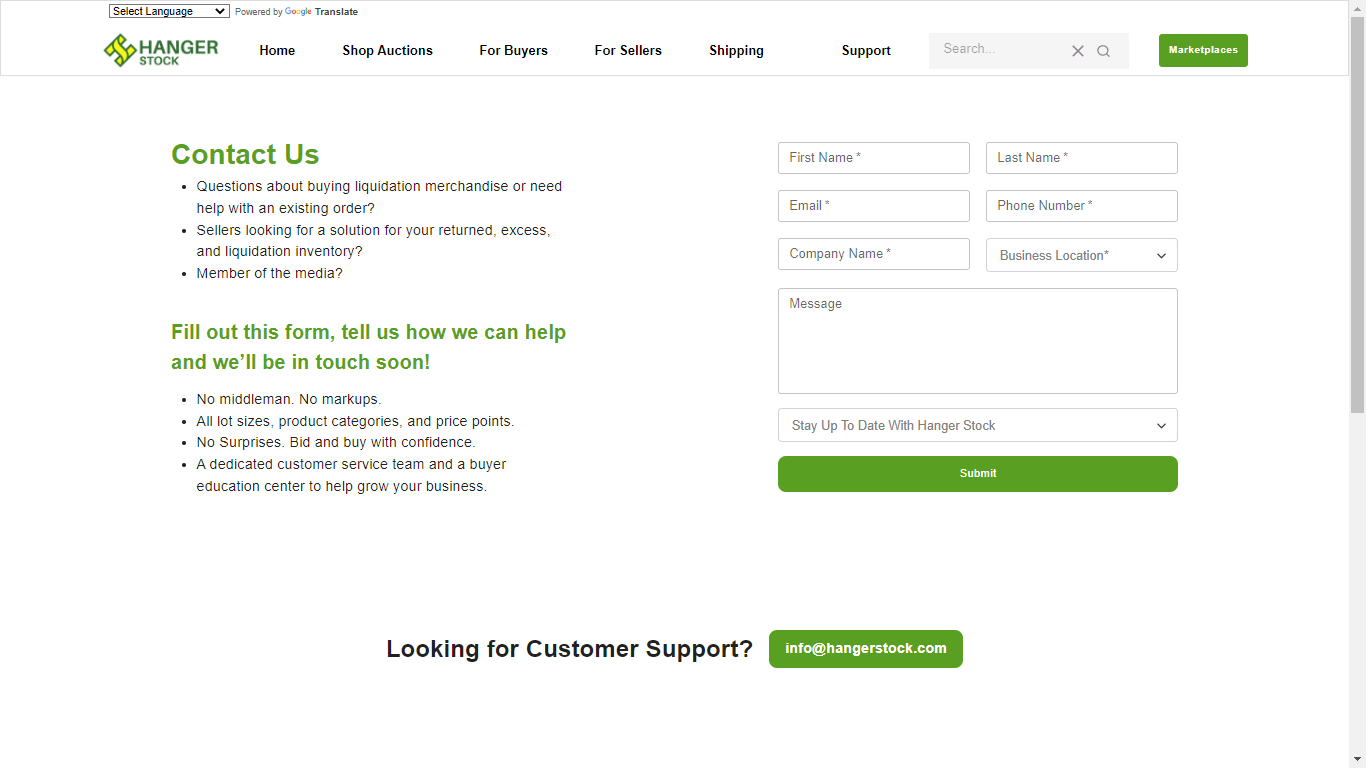 Select Language
Powered by Google Translate
HANGER
STOCK
Home
Shop Auctions
For Buyers
For Sellers
Shipping
Support
Search...
Marketplaces
Contact Us
Questions about buying liquidation merchandise or need
help with an existing order?
Sellers looking for a solution for your returned, excess,
and liquidation inventory?
Member of the media?
Fill out this form, tell us how we can help
and we’ll be in touch soon!
No middleman. No markups.
All lot sizes, product categories, and price points.
No Surprises. Bid and buy with confidence.
A dedicated customer service team and a buyer
education center to help grow your business.
First Name *
Last Name *
Email *
Phone Number *
Company Name *
Business Location*
Message
Stay Up To Date With Hanger Stock
Submit
Looking for Customer Support?
info@hangerstock.com